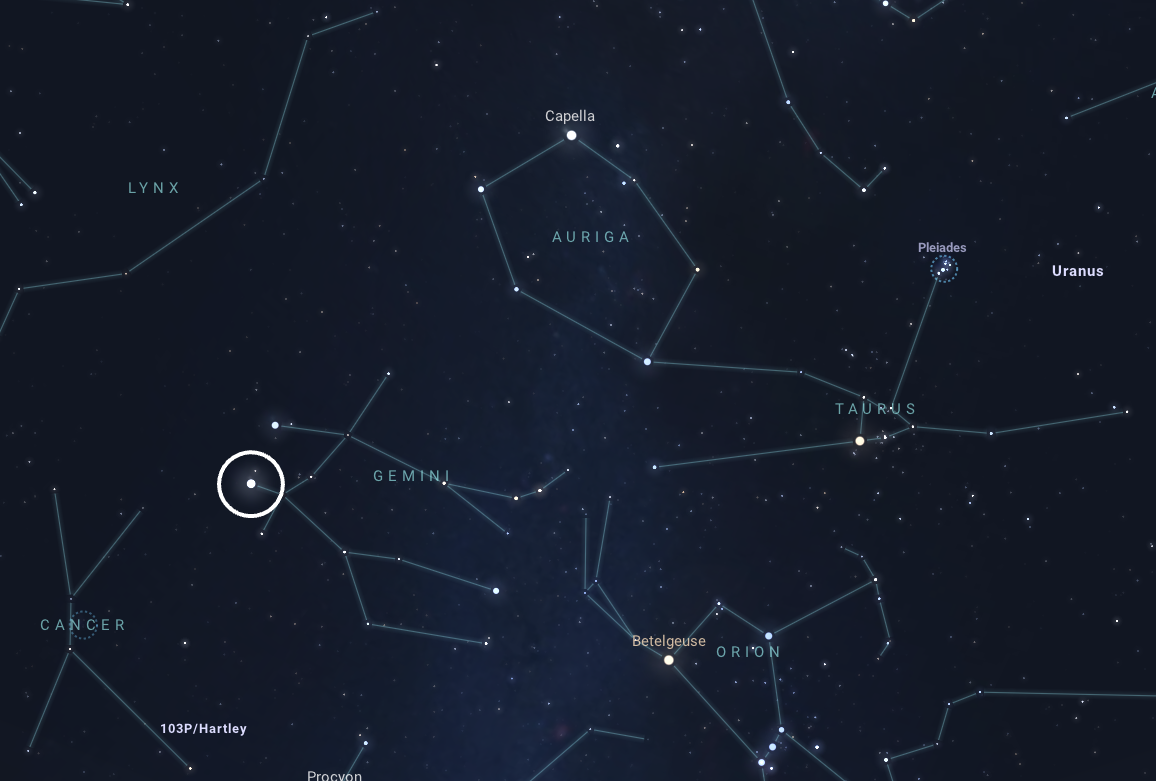 Capella
LYNX
AURIGA
Pleiades
Uranus
TAURUS
GEMINI
CANCER
Betelgeuse
ORION
103P/Hartley
Procyon